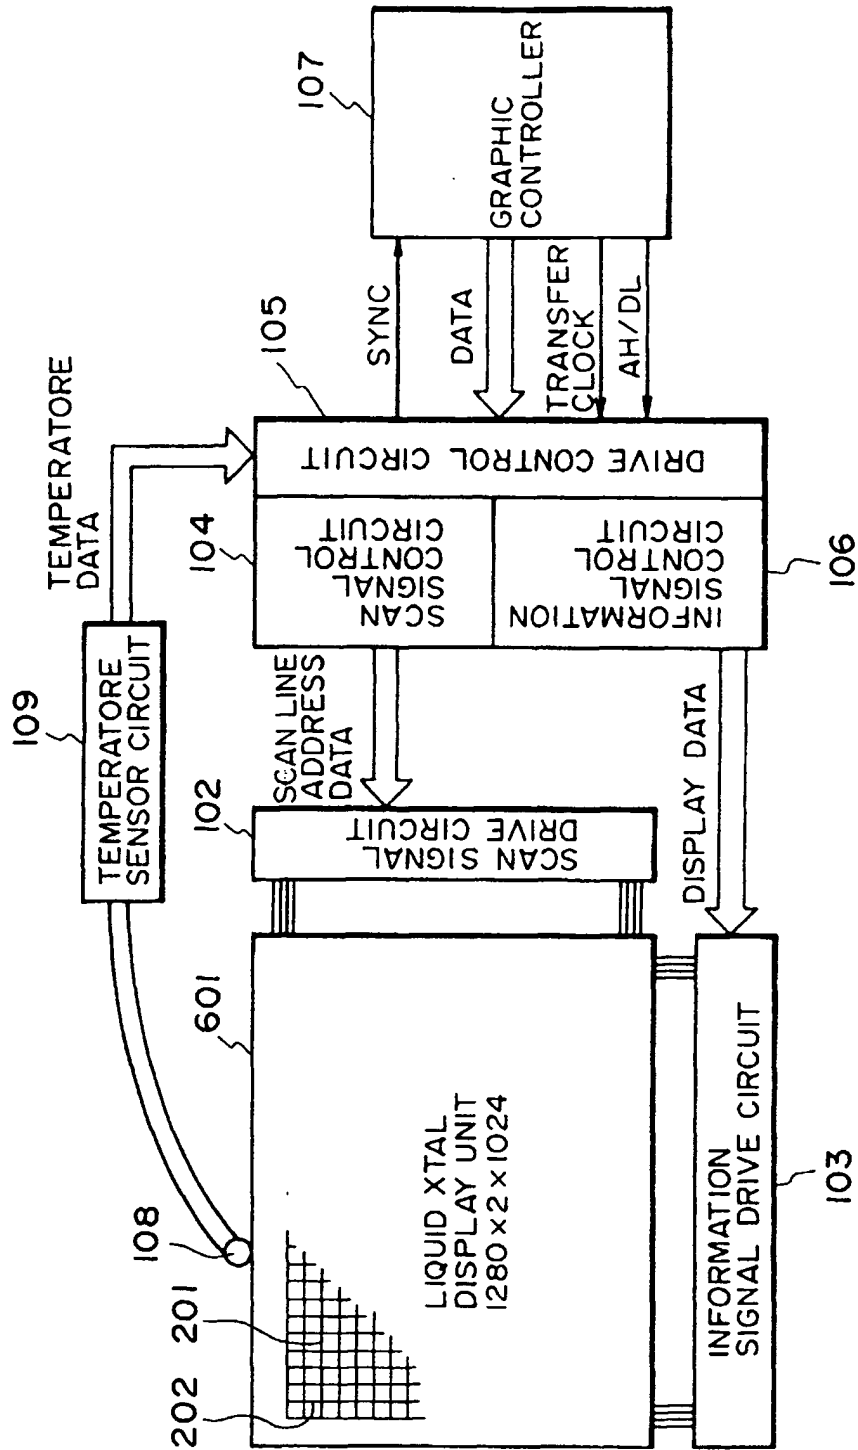 109
TEMPERATORE
SENSOR CIRCUIT
TEMPERATORE
DATA
108
601
201
202
LIQUID XTAL
DISPLAY UNIT
1280×2×1024
102
SCAN SIGNAL
DRIVE CIRCUIT
SCAN LINE
ADDRESS
DATA
104
SCAN
SIGNAL
CONTROL
CIRCUIT
105
DRIVE CONTROL CIRCUIT
INFORMATION
SIGNAL
CONTROL
CIRCUIT
106
SYNC
DATA
TRANSFER
CLOCK
AH/DL
107
GRAPHIC
CONTROLLER
DISPLAY DATA
INFORMATION
SIGNAL DRIVE CIRCUIT
103